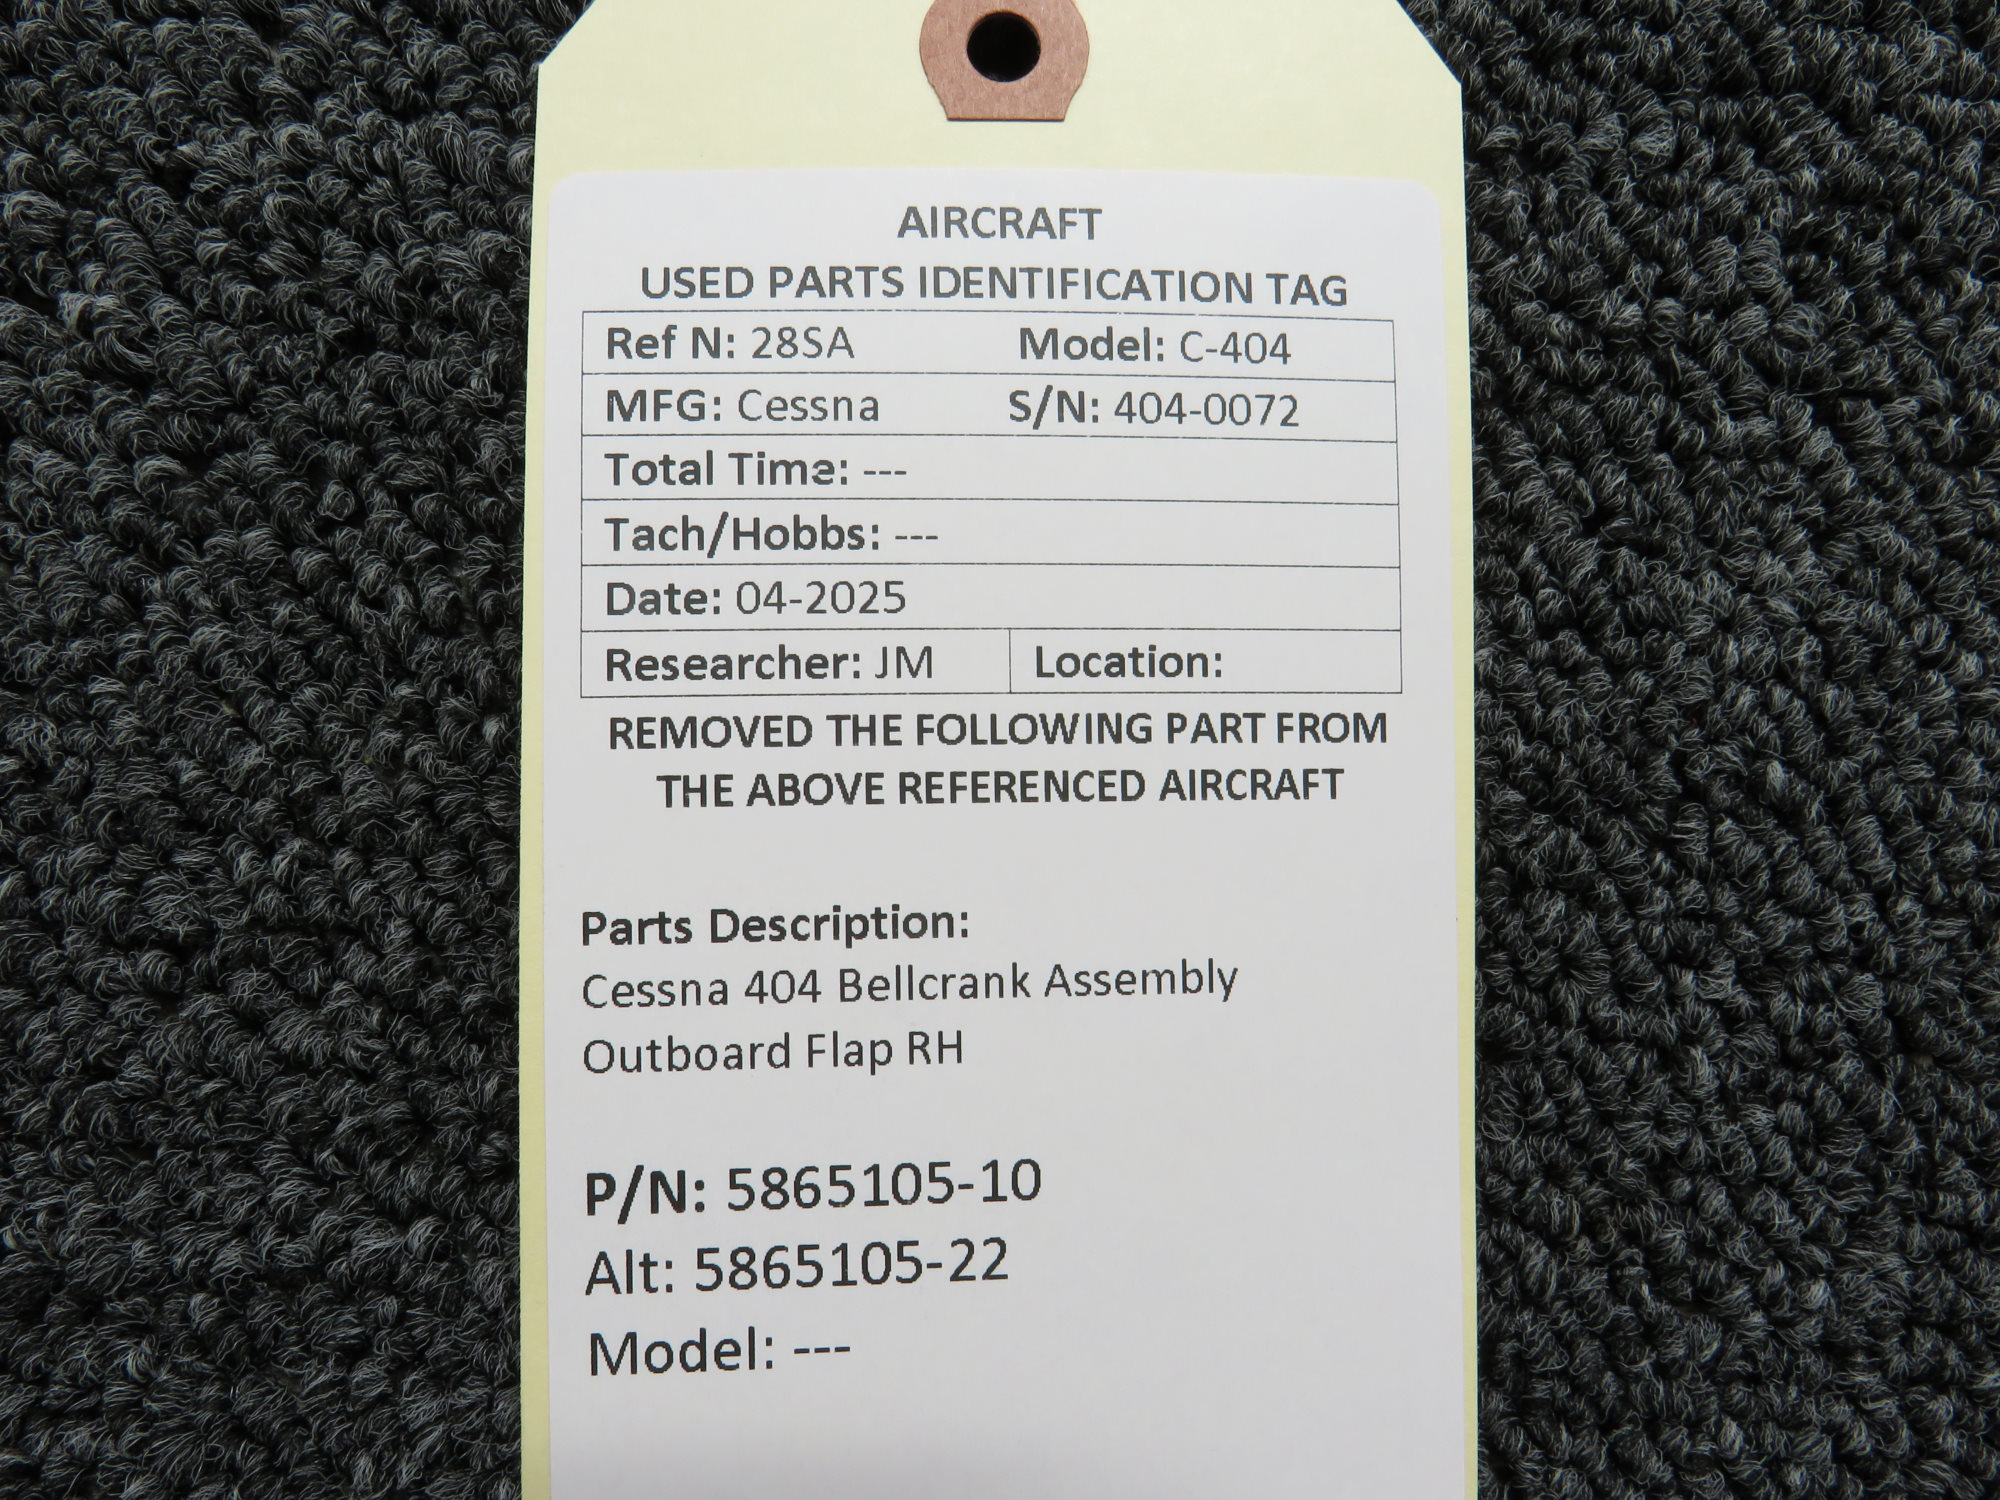 AIRCRAFT
USED PARTS IDENTIFICATION TAG
Ref N: 28SA Model: C-404
MFG: Cessna S/N: 404-0072
Total Time: ---
Tach/Hobbs: ---
Date: 04-2025
Researcher: JM Location:
REMOVED THE FOLLOWING PART FROM
THE ABOVE REFERENCED AIRCRAFT
Parts Description:
Cessna 404 Bellcrank Assembly
Outboard Flap RH
P/N: 5865105-10
Alt: 5865105-22
Model: ---